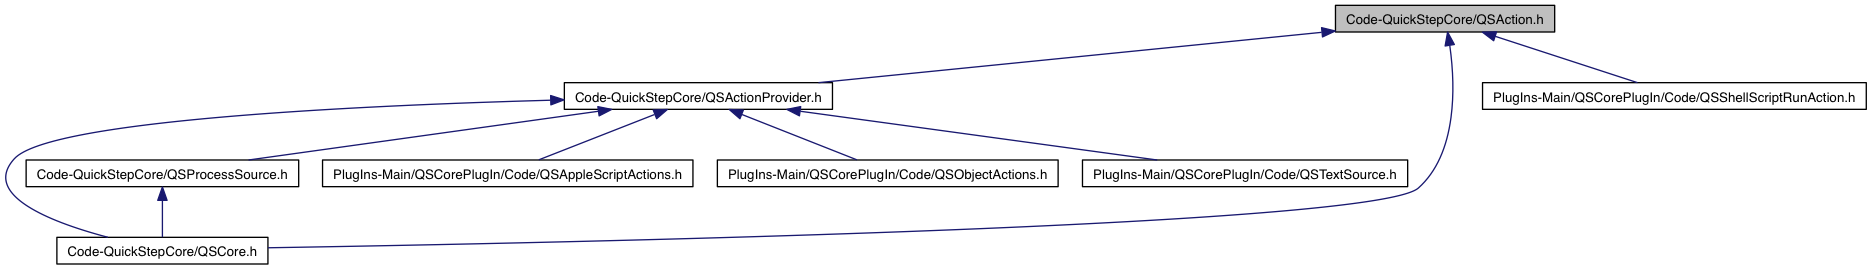 Code-QuickStepCore/QSAction.h
Code-QuickStepCore/QSActionProvider.h
PlugIns-Main/QSCorePlugIn/Code/QSShellScriptRunAction.h
Code-QuickStepCore/QSProcessSource.h
PlugIns-Main/QSCorePlugIn/Code/QSAppleScriptActions.h
PlugIns-Main/QSCorePlugIn/Code/QSObjectActions.h
PlugIns-Main/QSCorePlugIn/Code/QSTextSource.h
Code-QuickStepCore/QSCore.h